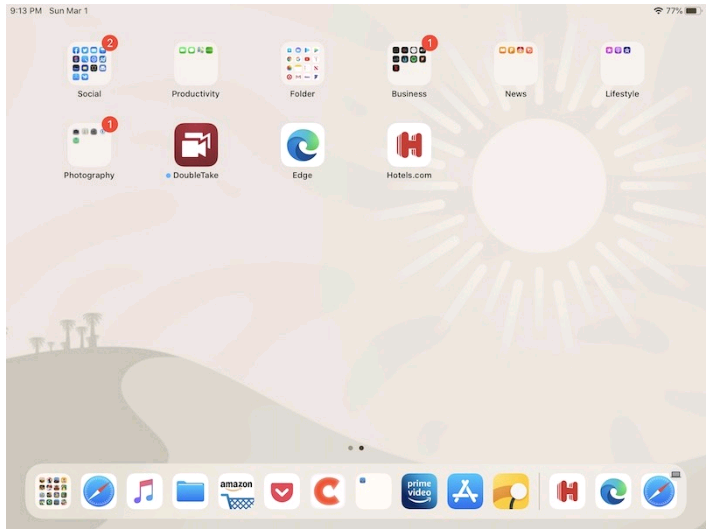 9:13 PM Sun Mar 1
77%
2
1
Social
Productivity
Folder
Business
News
Lifestyle
1
Photography
DoubleTake
Edge
Hotels.com
amazon
prime
video